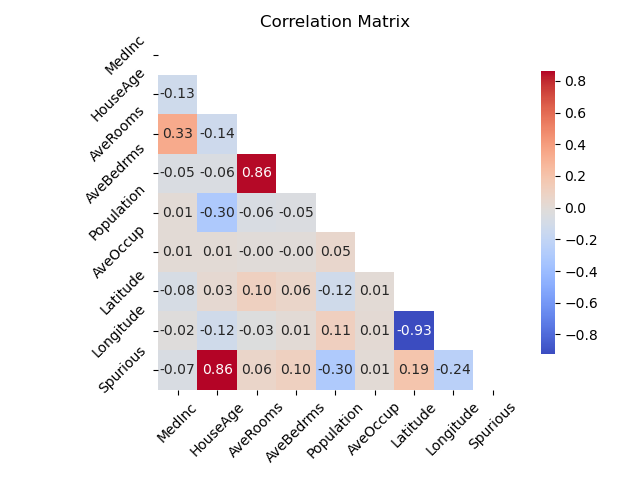 Correlation Matrix
MedInc
HouseAge -0.13
AveRooms 0.33 -0.14
AveBedrms -0.05 -0.06 0.86
Population 0.01 -0.30 -0.06 -0.05
AveOccup 0.01 0.01 -0.00 -0.00 0.05
Latitude -0.08 0.03 0.10 0.06 -0.12 0.01
Longitude -0.02 -0.12 -0.03 0.01 0.11 0.01 -0.93
Spurious -0.07 0.86 0.06 0.10 -0.30 0.01 0.19 -0.24
MedInc HouseAge AveRooms AveBedrms Population AveOccup Latitude Longitude Spurious
0.8
0.6
0.4
0.2
0.0
−0.2
−0.4
−0.6
−0.8